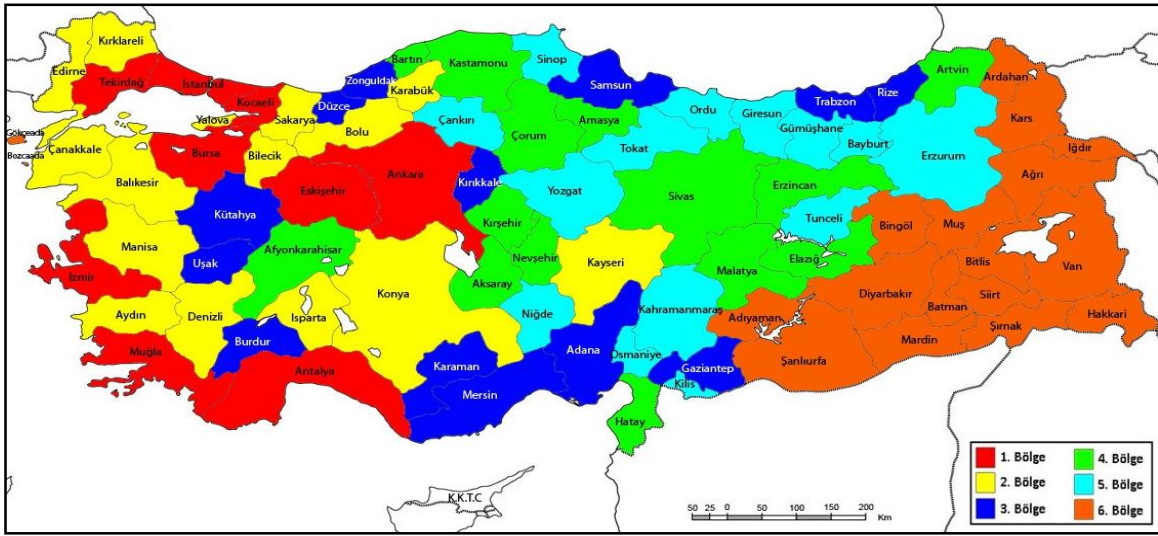 Kırklareli
Edirne
Tekirdağ
İstanbul
Kocaeli
Yalova
Sakarya
Düzce
Zonguldak
Bartın
Karabük
Kastamonu
Sinop
Samsun
Bolu
Çankırı
Çorum
Amasya
Ordu
Giresun
Trabzon
Rize
Artvin
Ardahan
Gökçeada
Bozcaada
Çanakkale
Balıkesir
Bursa
Bilecik
Eskişehir
Ankara
Kırıkkale
Yozgat
Tokat
Sivas
Gümüşhane
Bayburt
Erzurum
Kars
Iğdır
Ağrı
Erzincan
Tunceli
Kütahya
Manisa
Uşak
Afyonkarahisar
Kırşehir
Nevşehir
Aksaray
Kayseri
Malatya
Elazığ
Bingöl
Muş
Bitlis
Van
İzmir
Aydın
Denizli
Isparta
Konya
Niğde
Kahramanmaraş
Adıyaman
Diyarbakır
Batman
Siirt
Şırnak
Hakkari
Mardin
Şanlıurfa
Muğla
Burdur
Antalya
Karaman
Mersin
Adana
Osmaniye
Gaziantep
Kilis
Hatay
K.K.T.C
50 25 0 50 100 150 200
Km
1. Bölge
2. Bölge
3. Bölge
4. Bölge
5. Bölge
6. Bölge